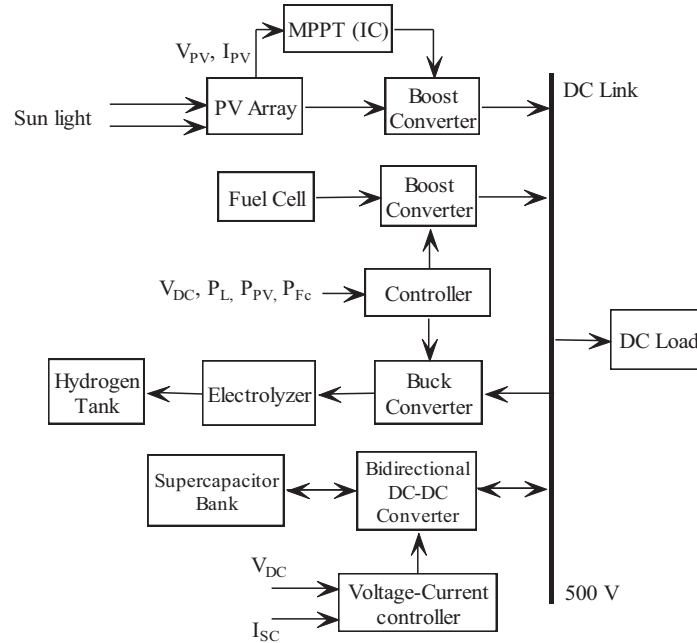 MPPT (IC)
V_PV, I_PV
Sun light
PV Array
Boost
Converter
DC Link
Fuel Cell
Boost
Converter
V_DC, P_L, P_PV, P_Fc
Controller
DC Load
Hydrogen
Tank
Electrolyzer
Buck
Converter
Supercapacitor
Bank
Bidirectional
DC-DC
Converter
V_DC
I_SC
Voltage-Current
controller
500 V